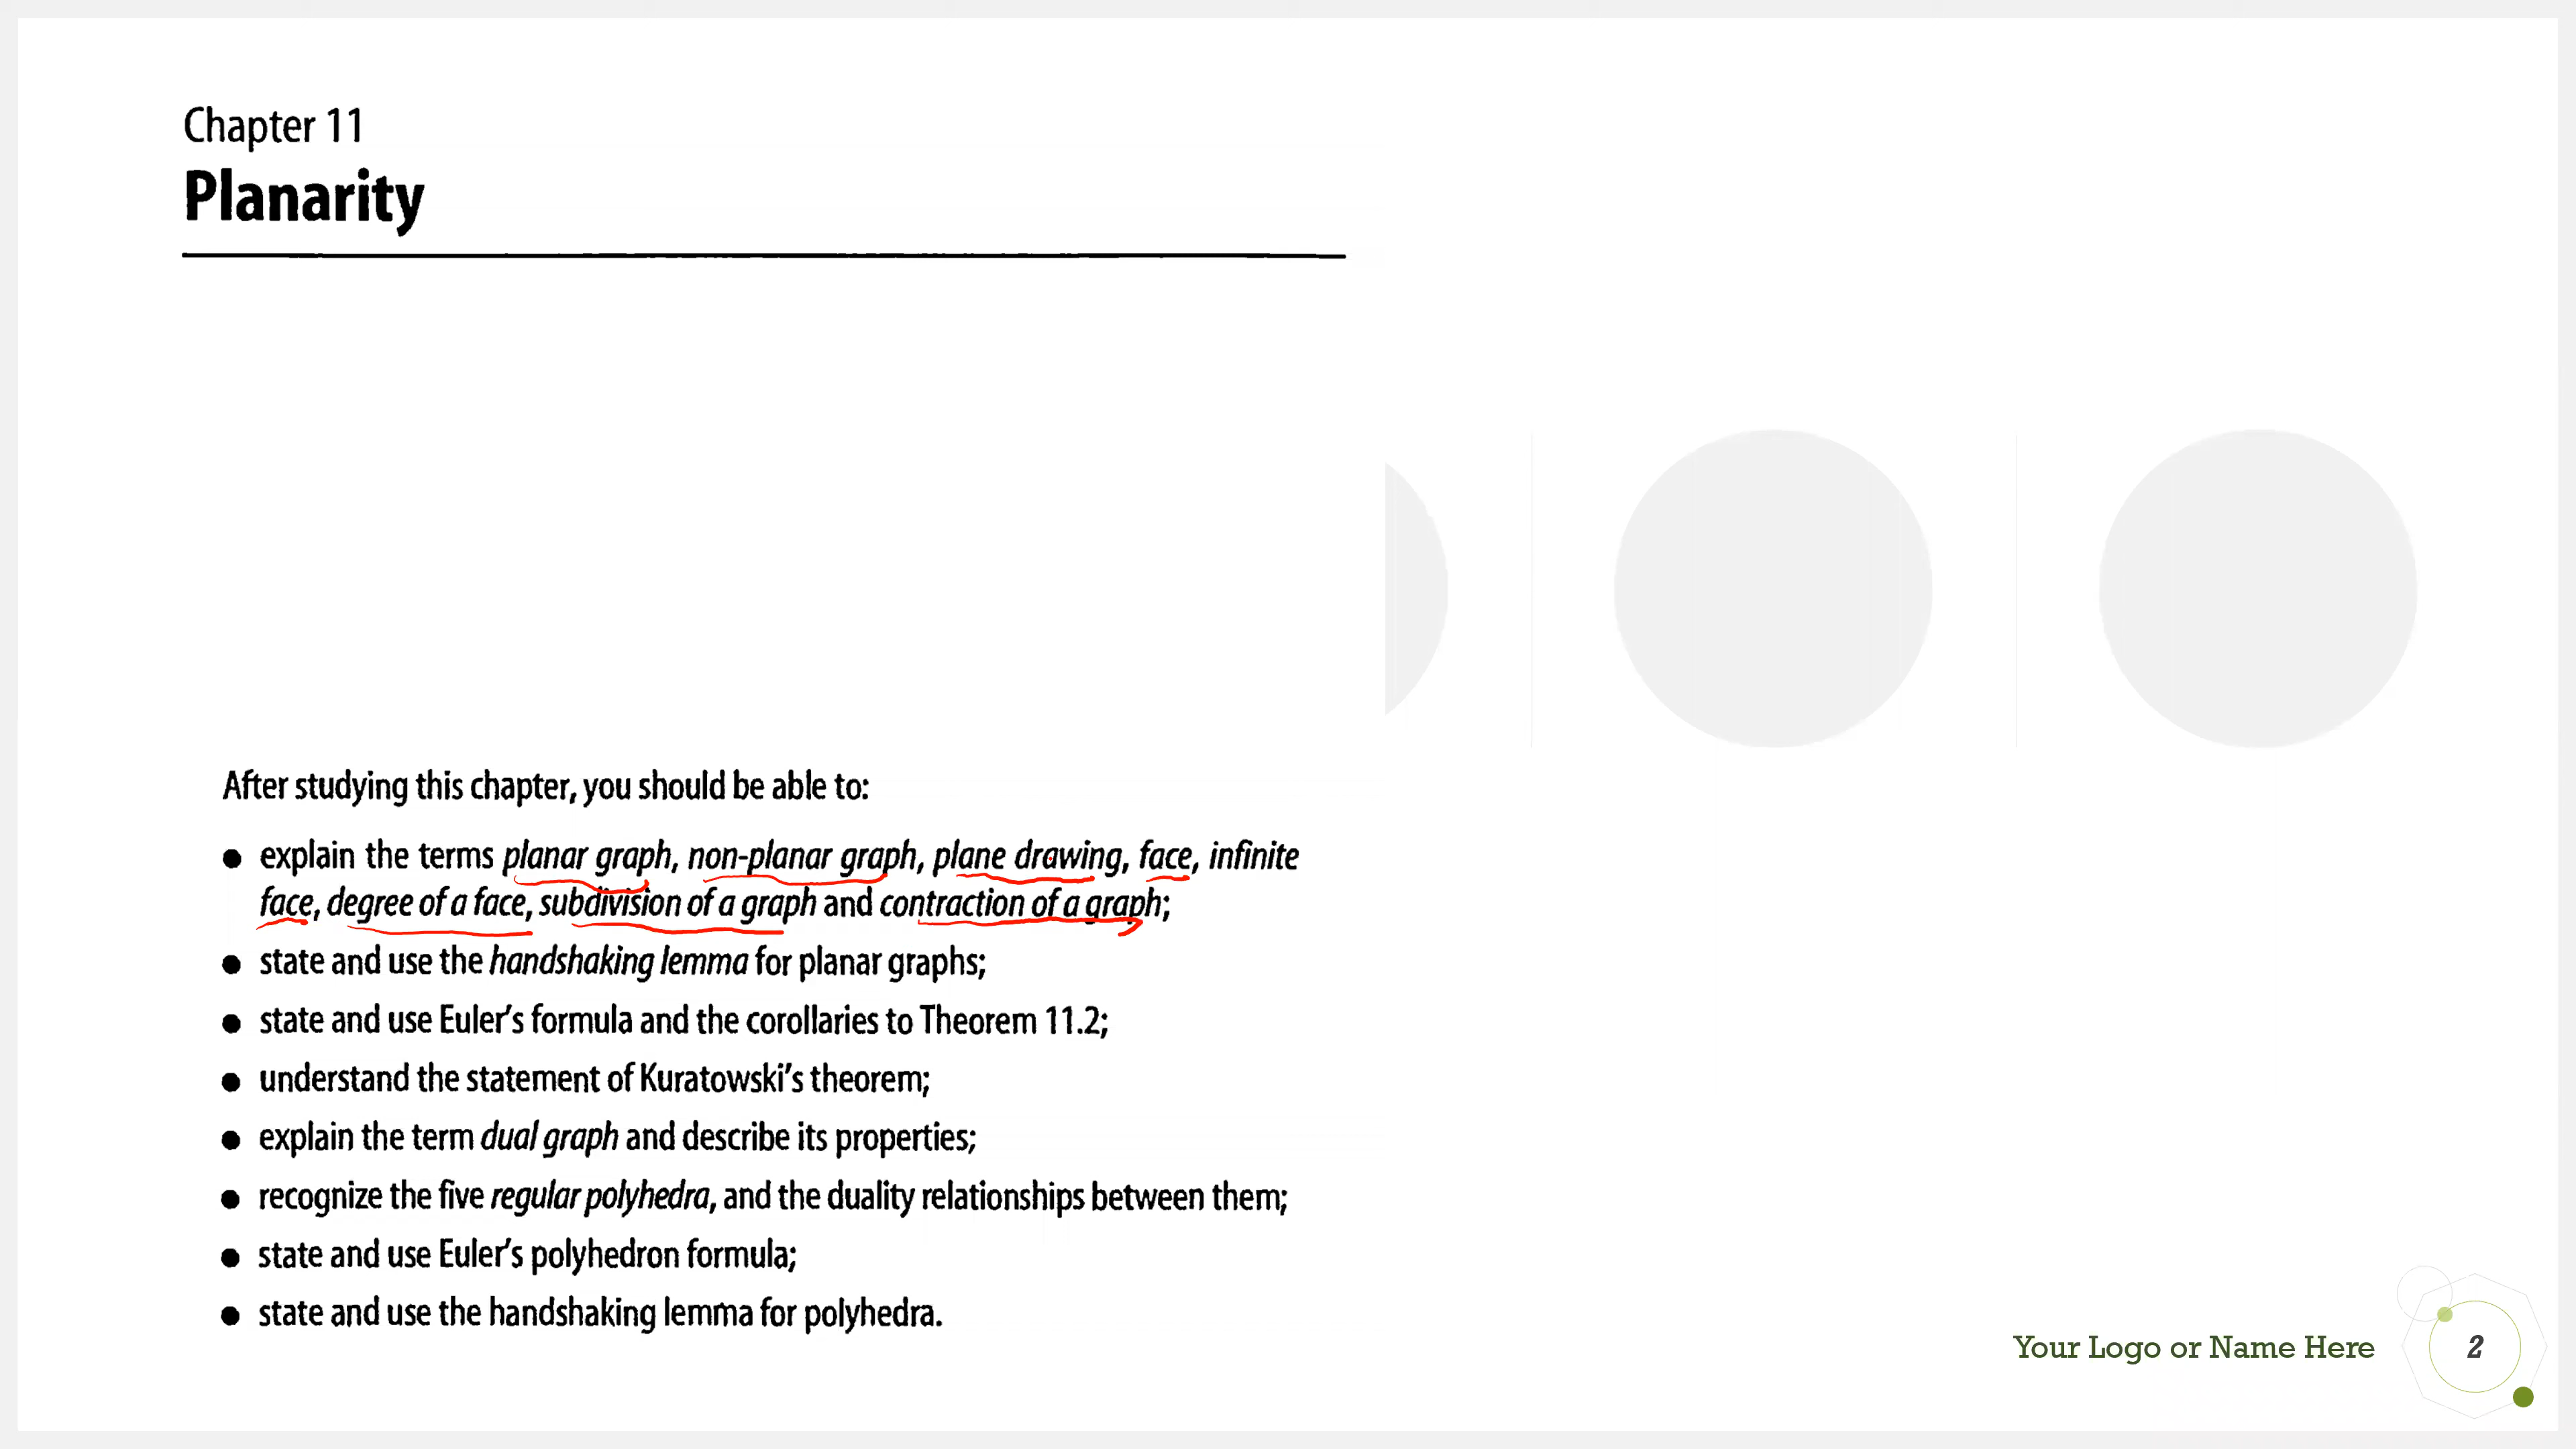 Chapter 11
Planarity
After studying this chapter, you should be able to:
● explain the terms planar graph, non-planar graph, plane drawing, face, infinite
face, degree of a face, subdivision of a graph and contraction of a graph;
● state and use the handshaking lemma for planar graphs;
● state and use Euler's formula and the corollaries to Theorem 11.2;
● understand the statement of Kuratowski's theorem;
● explain the term dual graph and describe its properties;
● recognize the five regular polyhedra, and the duality relationships between them;
● state and use Euler's polyhedron formula;
● state and use the handshaking lemma for polyhedra.
Your Logo or Name Here
2